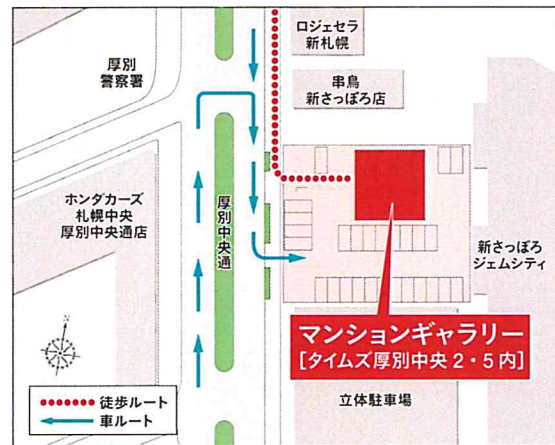 ロジェセラ
新札幌
厚別
警察署
串鳥
新さっぽろ店
ホンダカーズ
札幌中央
厚別中央通店
厚別中央通
新さっぽろ
ジェムシティ
N
マンションギャラリー
[タイムズ厚別中央2・5内]
徒歩ルート
車ルート
立体駐車場